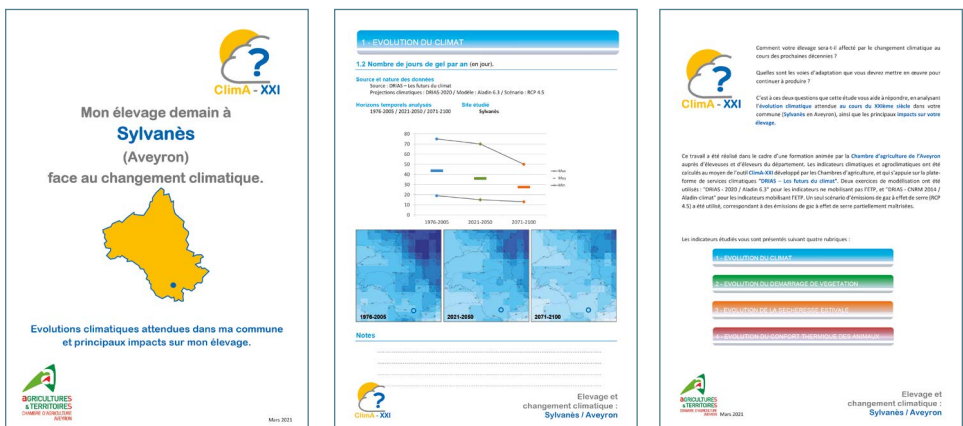 ClimA - XXI
Mon élevage demain à
Sylvanès
(Aveyron)
face au changement climatique.
Evolutions climatiques attendues dans ma commune
et principaux impacts sur mon élevage.
AGRICULTURES
& TERRITOIRES
CHAMBRE D'AGRICULTURE
AVEYRON
Mars 2021
1 - EVOLUTION DU CLIMAT
1.2 Nombre de jours de gel par an (en jour).
Source et nature des données
Source : DRIAS – Les futurs du climat
Projections climatiques : DRIAS 2020 / Modèle : Aladin 6.3 / Scénario : RCP 4.5
Horizons temporels analysés
1976-2005 / 2021-2050 / 2071-2100
Site étudié
Sylvanès
80
70
60
50
40
30
20
10
0
Max
Moy
Min
1976-2005
2021-2050
2071-2100
1976-2005
2021-2050
2071-2100
Notes
ClimA - XXI
Elevage et
changement climatique :
Sylvanès / Aveyron
ClimA - XXI
Comment votre élevage sera-t-il affecté par le changement climatique au
cours des prochaines décennies ?
Quelles sont les voies d'adaptation que vous devrez mettre en œuvre pour
continuer à produire ?
C'est à ces deux questions que cette étude vous aide à répondre, en analysant
l'évolution climatique attendue au cours du XXIème siècle dans votre
commune (Sylvanès en Aveyron), ainsi que les principaux impacts sur votre
élevage.
Ce travail a été réalisé dans le cadre d'une formation animée par la Chambre d'agriculture de l'Aveyron
auprès d'éleveuses et d'éleveurs du département. Les indicateurs climatiques et agroclimatiques ont été
calculés au moyen de l'outil ClimA-XXI développé par les Chambres d'agriculture, et qui s'appuie sur la plate-
forme de services climatiques "DRIAS – Les futurs du climat". Deux exercices de modélisation ont été
utilisés : "DRIAS - 2020 / Aladin 6.3" pour les indicateurs ne mobilisant pas l'ETP, et "DRIAS - CNRM 2014 /
Aladin-climat" pour les indicateurs mobilisant l'ETP. Un seul scénario d'émissions de gaz à effet de serre (RCP
4.5) a été utilisé, correspondant à des émissions de gaz à effet de serre partiellement maîtrisées.
Les indicateurs étudiés vous sont présentés suivant quatre rubriques :
1 - EVOLUTION DU CLIMAT
2 - EVOLUTION DU DEMARRAGE DE VEGETATION
3 - EVOLUTION DE LA SECHERESSE ESTIVALE
4 - EVOLUTION DU CONFORT THERMIQUE DES ANIMAUX
AGRICULTURES
& TERRITOIRES
CHAMBRE D'AGRICULTURE
AVEYRON
Mars 2021
Elevage et
changement climatique :
Sylvanès / Aveyron